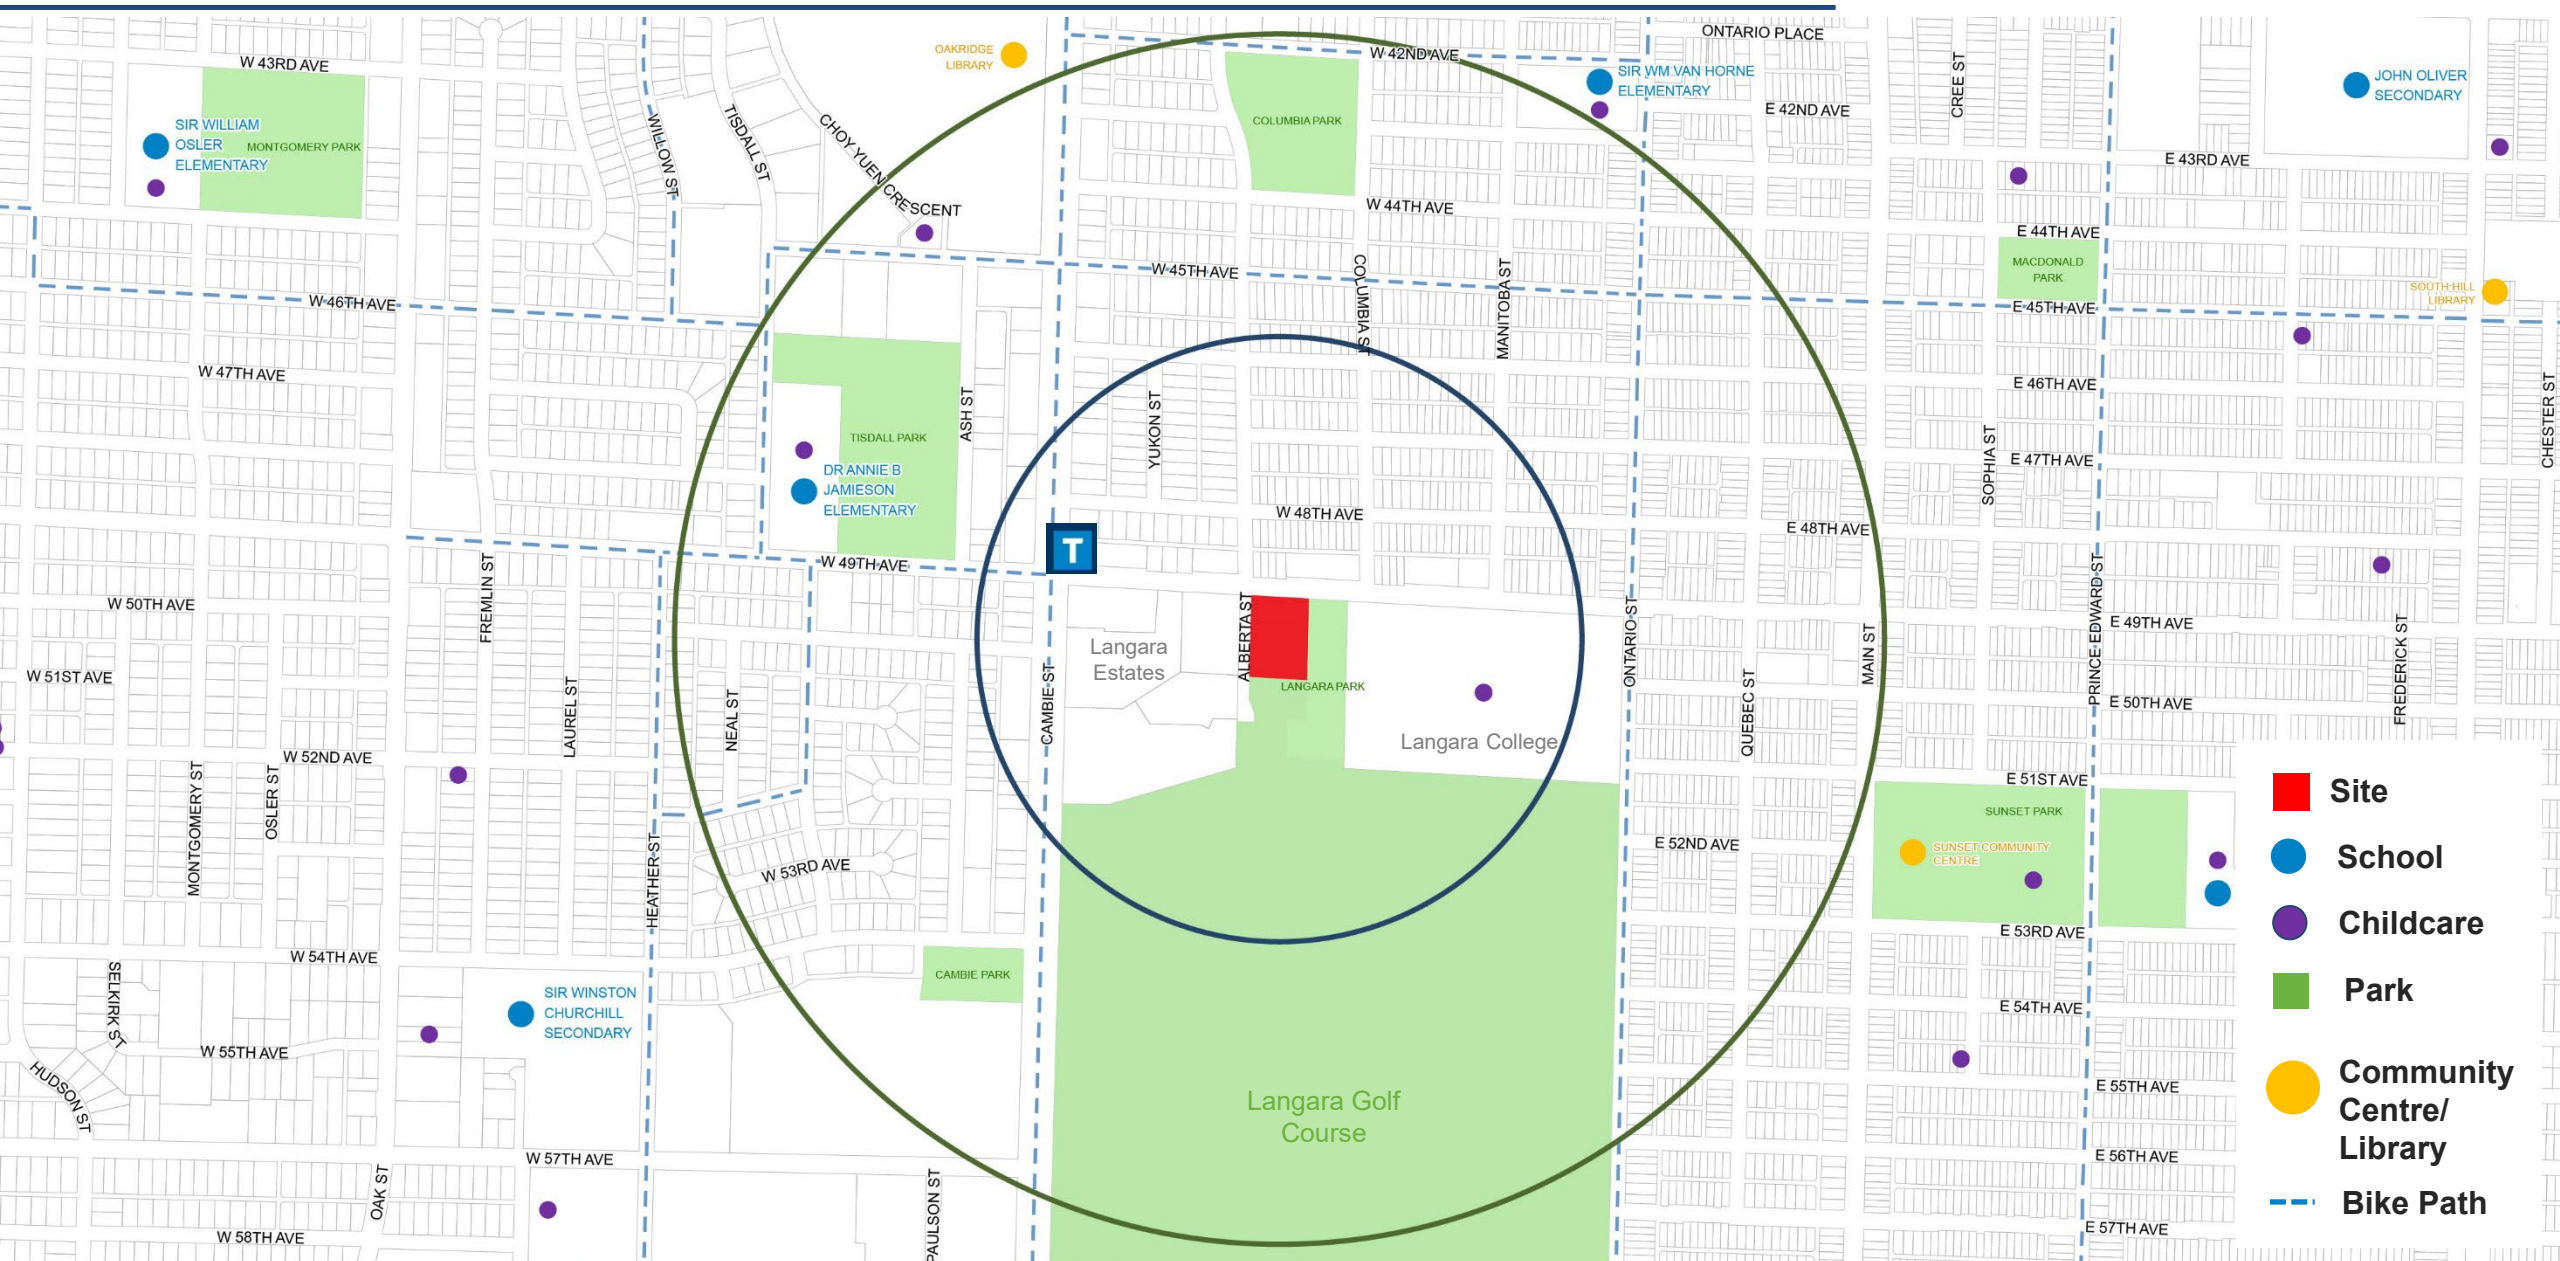 ONTARIO PLACE
W 42ND AVE
OAKRIDGE
LIBRARY
W 43RD AVE
SIR WM VAN HORNE
ELEMENTARY
JOHN OLIVER
SECONDARY
CREE ST
E 42ND AVE
COLUMBIA PARK
SIR WILLIAM
OSLER
ELEMENTARY
MONTGOMERY PARK
WILLOW ST
TISDALL ST
CHOY YUEN CRESCENT
E 43RD AVE
W 44TH AVE
E 44TH AVE
MACDONALD
PARK
W 45TH AVE
COLUMBIA ST
MANITOBA ST
SOUTH HILL
LIBRARY
W 46TH AVE
E 45TH AVE
W 47TH AVE
E 46TH AVE
YUKON ST
ASH ST
CHESTER ST
TISDALL PARK
DR ANNIE B
JAMIESON
ELEMENTARY
E 47TH AVE
SOPHIA ST
W 48TH AVE
E 48TH AVE
T
W 49TH AVE
FREMLIN ST
W 50TH AVE
ALBERTA ST
ONTARIO ST
MAIN ST
PRINCE EDWARD ST
E 49TH AVE
FREDERICK ST
Langara
Estates
W 51ST AVE
LAUREL ST
NEAL ST
CAMBIE ST
LANGARA PARK
QUEBEC ST
E 50TH AVE
Langara College
W 52ND AVE
E 51ST AVE
MONTGOMERY ST
OSLER ST
SUNSET PARK
Site
HEATHER ST
W 53RD AVE
E 52ND AVE
SUNSET COMMUNITY
CENTRE
School
Childcare
E 53RD AVE
W 54TH AVE
SELKIRK ST
CAMBIE PARK
SIR WINSTON
CHURCHILL
SECONDARY
Park
E 54TH AVE
W 55TH AVE
HUDSON ST
Langara Golf
Course
E 55TH AVE
Community
Centre/
Library
W 57TH AVE
E 56TH AVE
OAK ST
PAULSON ST
Bike Path
W 58TH AVE
E 57TH AVE